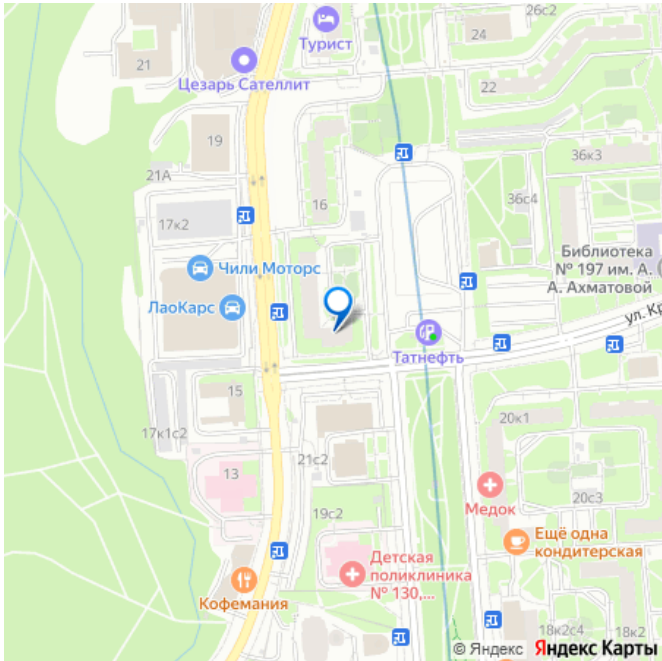 26с2
Турист
24
21
Цезарь Сателлит
22
19
36к3
21А
16
36с4
17к2
Библиотека
№ 197 им. А.
А. Ахматовой
Чили Моторс
ЛаоКарс
ул. Кр
Татнефть
15
20к1
17к1с2
21с2
13
Медок
20с3
19с2
Ещё одна
кондитерская
Детская
поликлиника
№ 130,...
Кофемания
18к2с4
18к2
© Яндекс Яндекс Карты